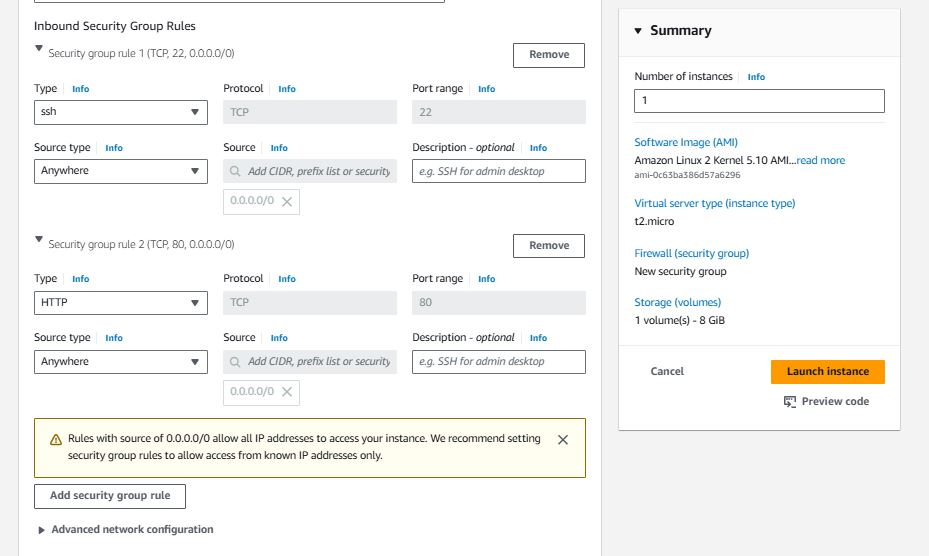 Inbound Security Group Rules
Security group rule 1 (TCP, 22, 0.0.0.0/0)
Remove
Type Info
Protocol Info
Port range Info
ssh
TCP
22
Source type Info
Source Info
Description - optional Info
Anywhere
Add CIDR, prefix list or security
e.g. SSH for admin desktop
0.0.0.0/0
Security group rule 2 (TCP, 80, 0.0.0.0/0)
Remove
Type Info
Protocol Info
Port range Info
HTTP
TCP
80
Source type Info
Source Info
Description - optional Info
Anywhere
Add CIDR, prefix list or security
e.g. SSH for admin desktop
0.0.0.0/0
Rules with source of 0.0.0.0/0 allow all IP addresses to access your instance. We recommend setting
security group rules to allow access from known IP addresses only.
Add security group rule
Advanced network configuration
Summary
Number of instances Info
1
Software Image (AMI)
Amazon Linux 2 Kernel 5.10 AMI...read more
ami-0c63ba386d57a6296
Virtual server type (instance type)
t2.micro
Firewall (security group)
New security group
Storage (volumes)
1 volume(s) - 8 GiB
Cancel
Launch instance
Preview code